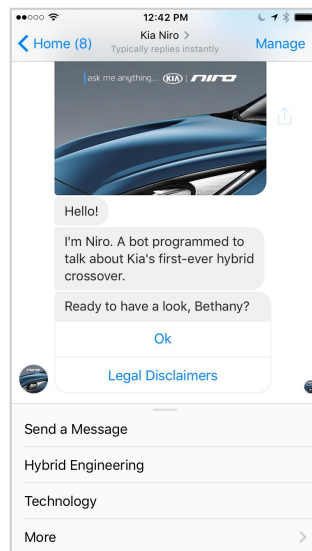 12:42 PM
Home (8)
Kia Niro >
Typically replies instantly
Manage
ask me anything... KIA | NIRO
Hello!
I'm Niro. A bot programmed to
talk about Kia's first-ever hybrid
crossover.
Ready to have a look, Bethany?
Ok
Legal Disclaimers
Send a Message
Hybrid Engineering
Technology
More